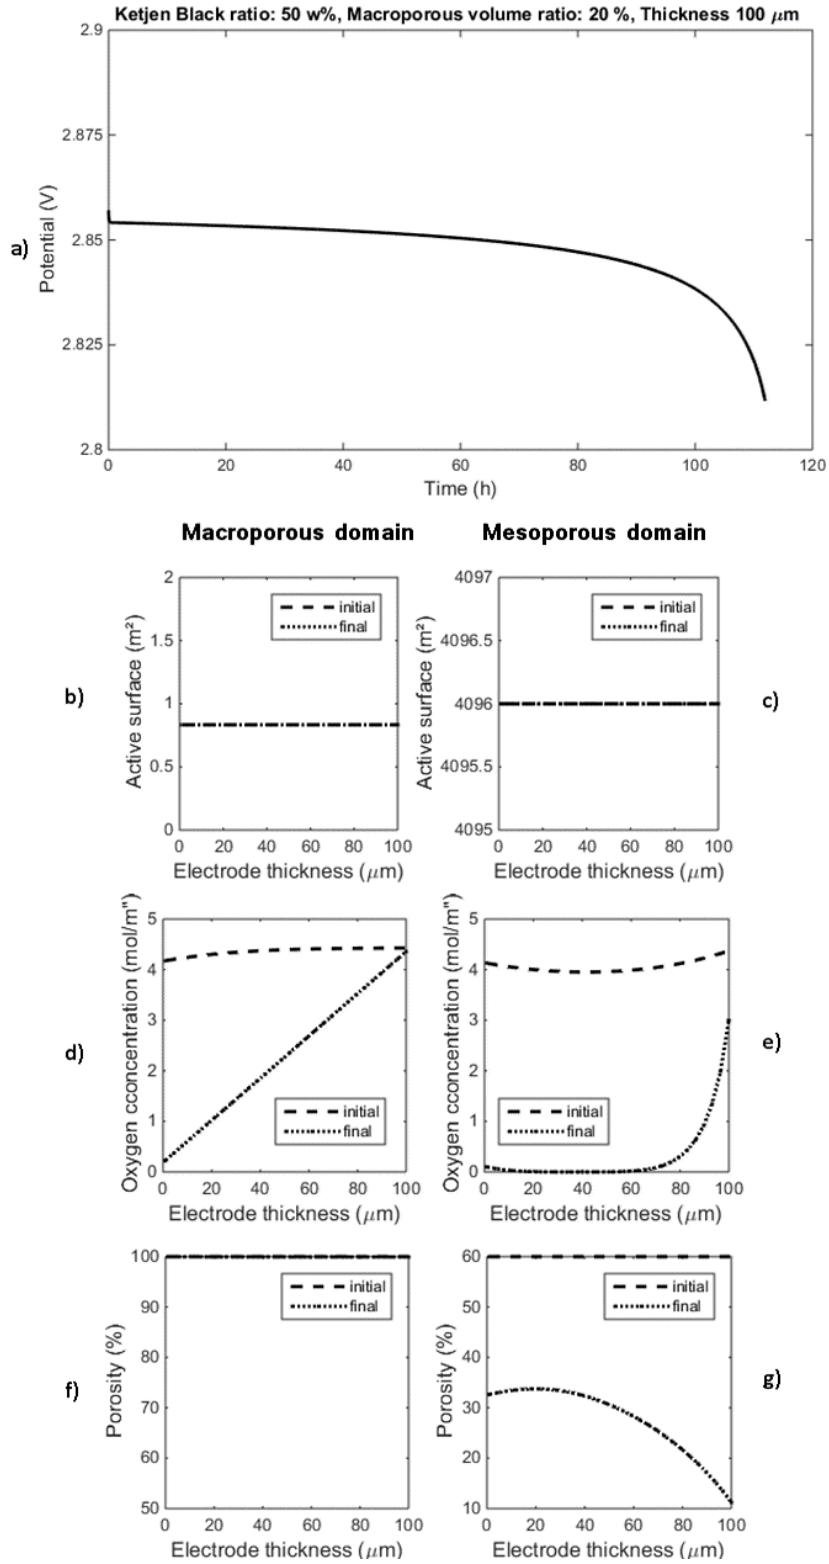 Ketjen Black ratio: 50 w%, Macroporous volume ratio: 20 %, Thickness 100 μm
2.9
2.875
2.85
2.825
2.8
a)
Potential (V)
0 20 40 60 80 100 120
Time (h)
Macroporous domain Mesoporous domain
b)
2
1.5
1
0.5
0
Active surface (m²)
initial
final
0 20 40 60 80 100
Electrode thickness (μm)
4097
4096.5
4096
4095.5
4095
Active surface (m²)
initial
final
0 20 40 60 80 100
Electrode thickness (μm)
c)
d)
5
4
3
2
1
0
Oxygen cconcentration (mol/m")
initial
final
0 20 40 60 80 100
Electrode thickness (μm)
5
4
3
2
1
0
Oxygen cconcentration (mol/m")
initial
final
0 20 40 60 80 100
Electrode thickness (μm)
e)
f)
100
90
80
70
60
50
Porosity (%)
initial
final
0 20 40 60 80 100
Electrode thickness (μm)
60
50
40
30
20
10
Porosity (%)
initial
final
0 20 40 60 80 100
Electrode thickness (μm)
g)